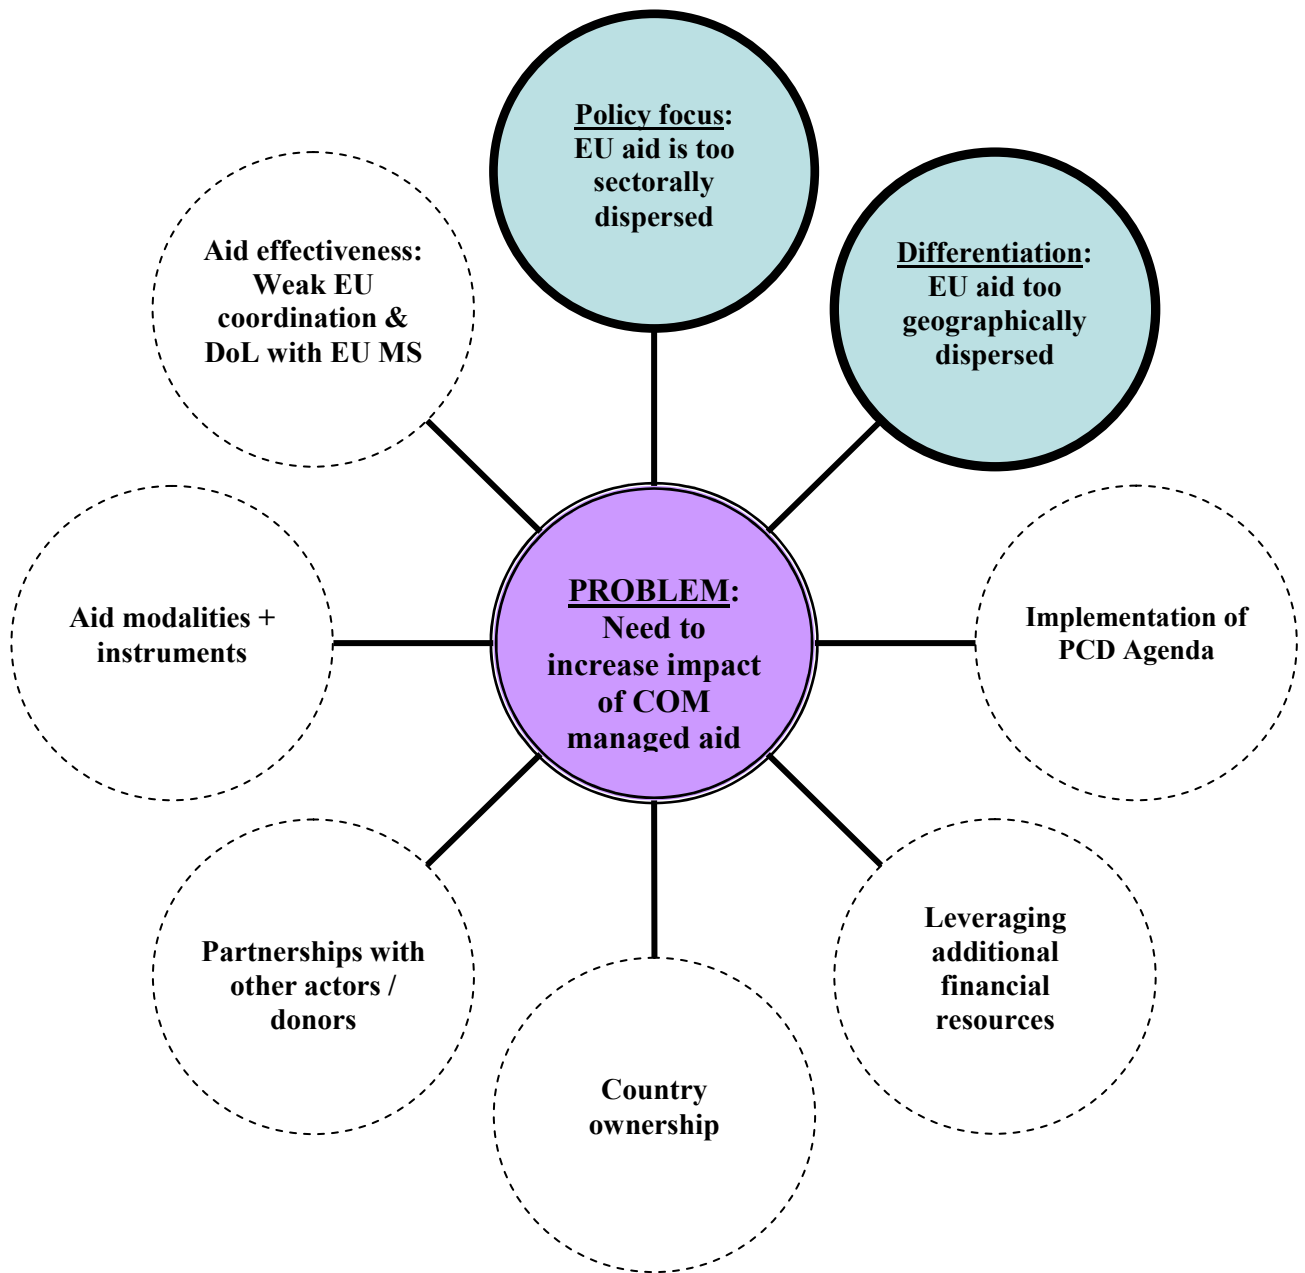 Policy focus:
EU aid is too
sectorally
dispersed
Differentiation:
EU aid too
geographically
dispersed
Aid effectiveness:
Weak EU
coordination &
DoL with EU MS
PROBLEM:
Need to
increase impact
of COM
managed aid
Implementation of
PCD Agenda
Aid modalities +
instruments
Leveraging
additional
financial
resources
Partnerships with
other actors /
donors
Country
ownership